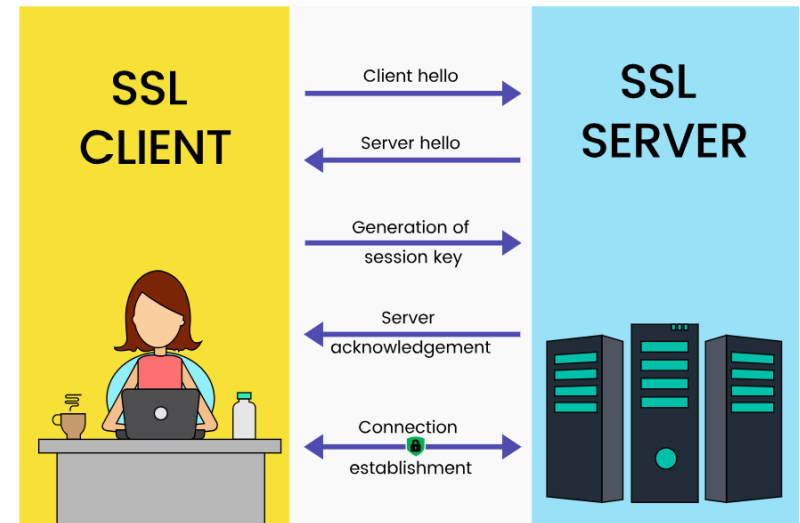 SSL
CLIENT
Client hello
Server hello
Generation of
session key
Server
acknowledgement
Connection
establishment
SSL
SERVER